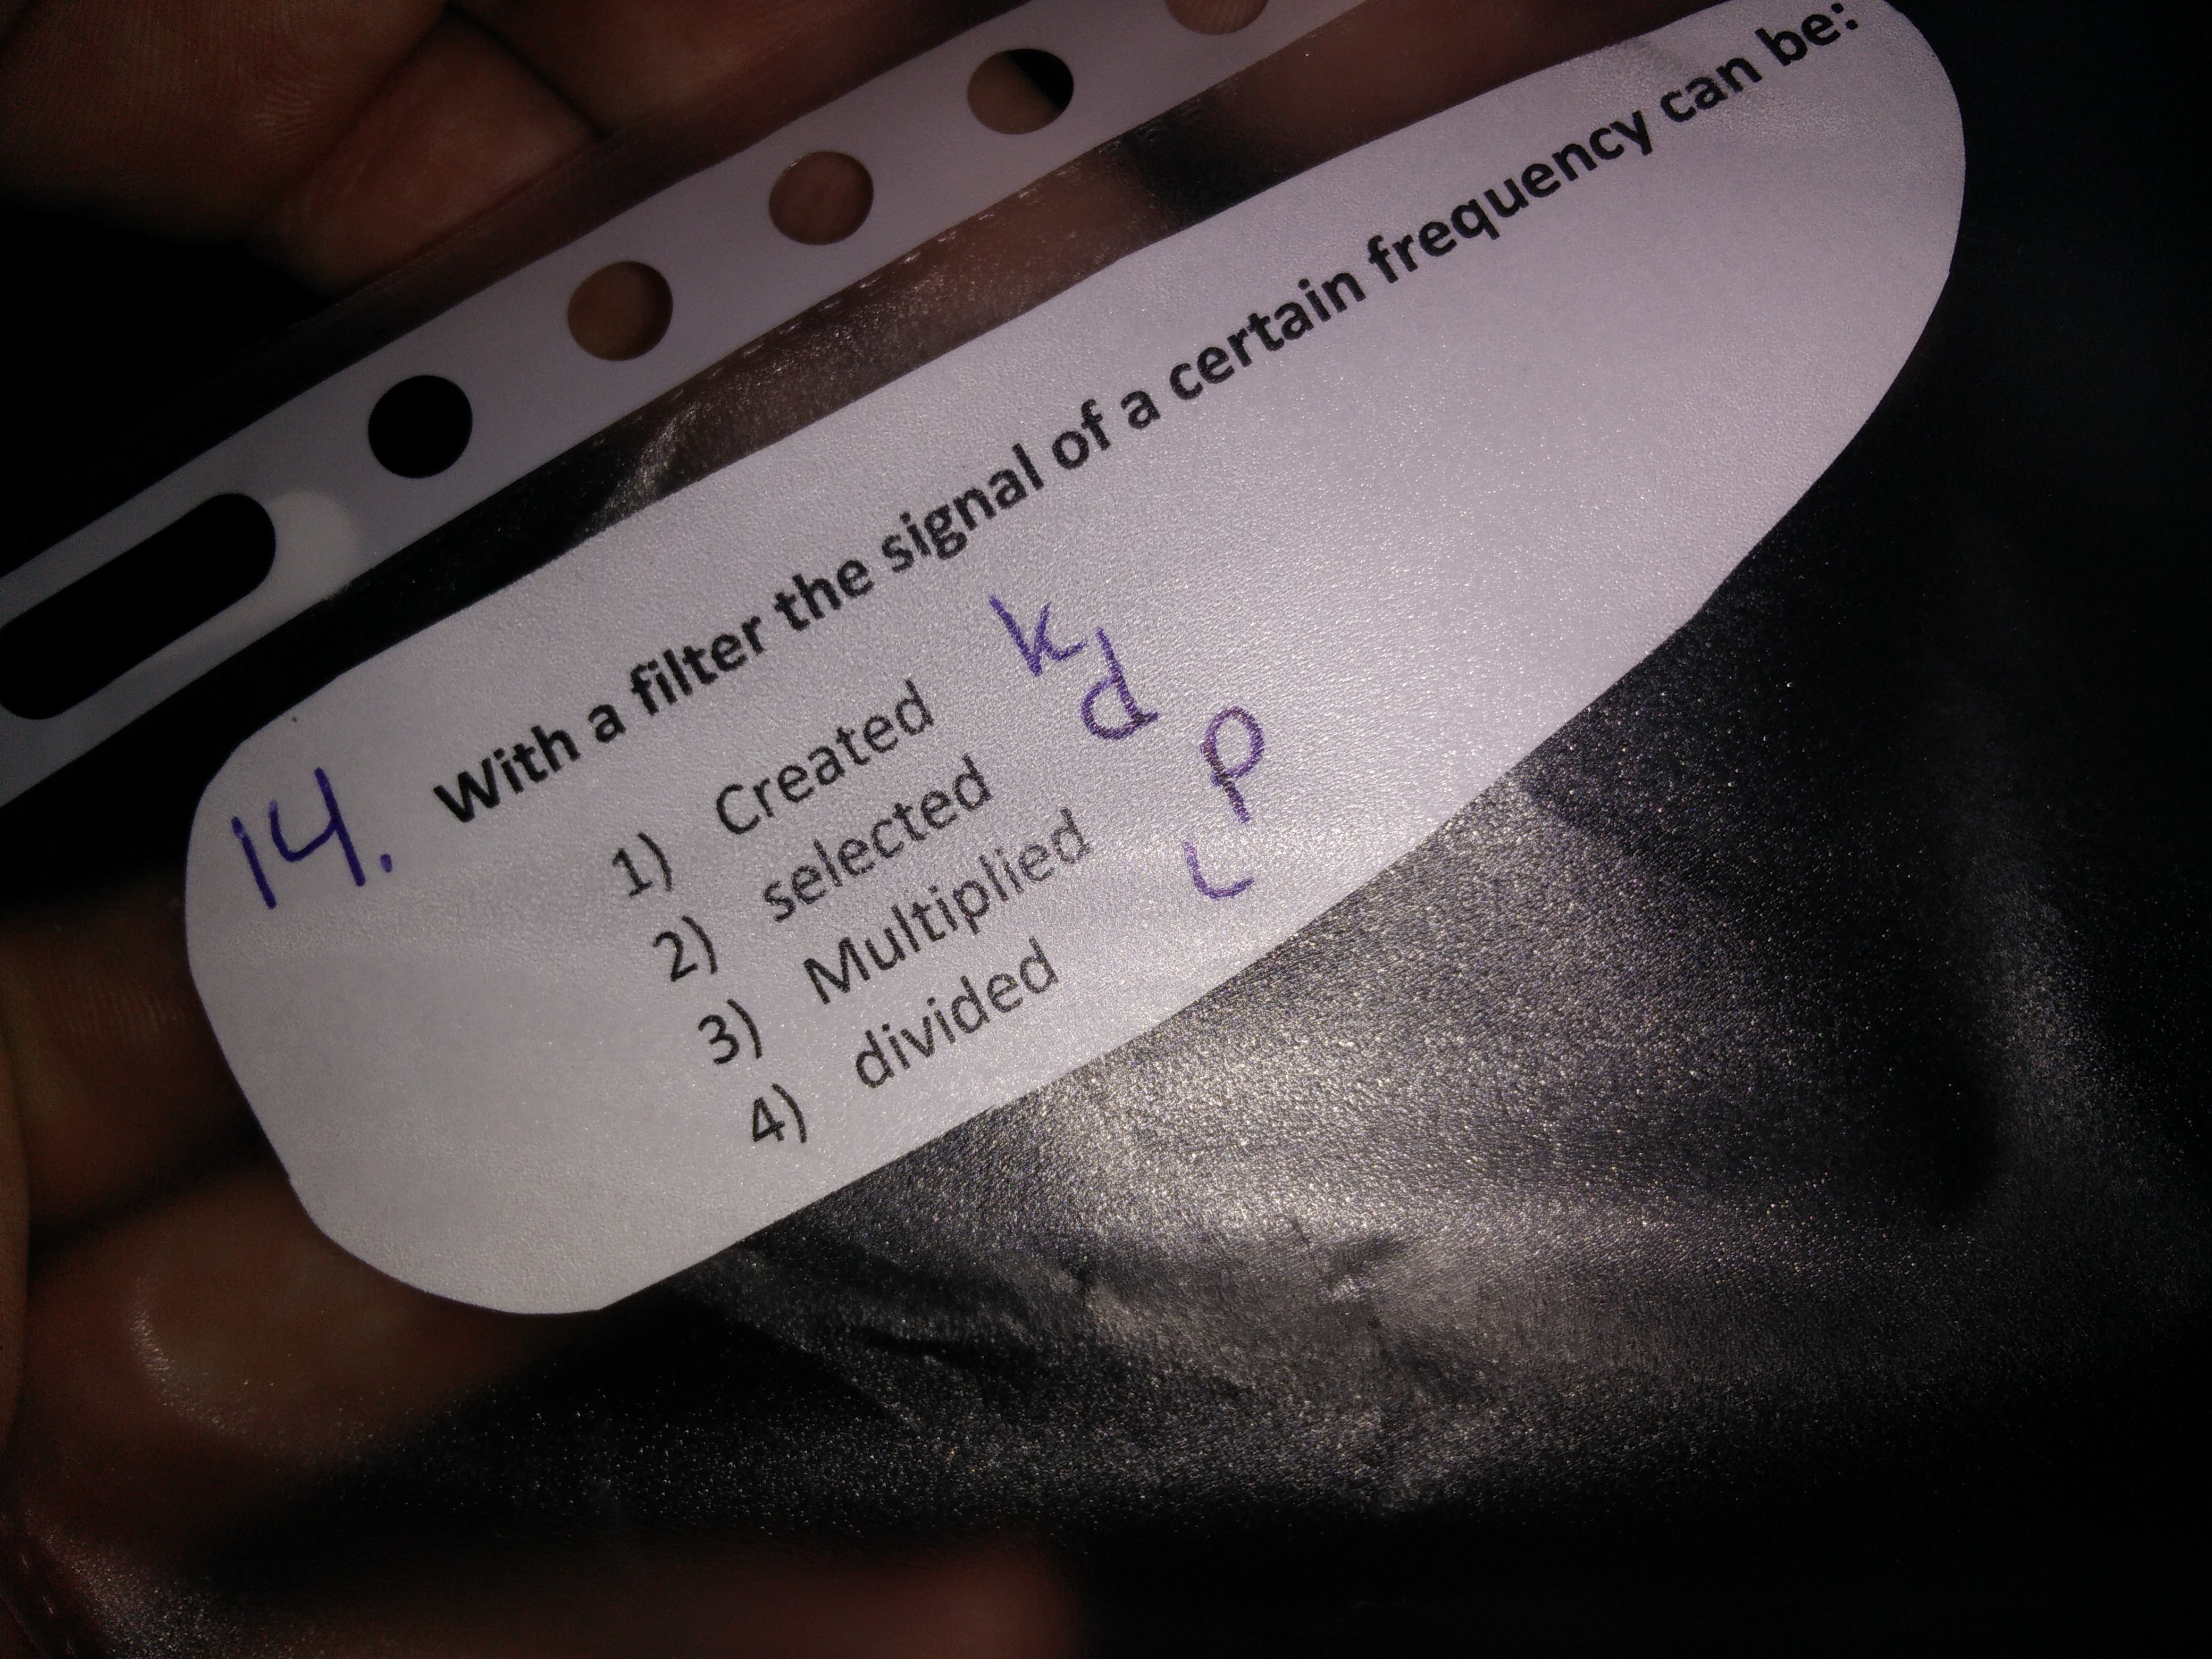 14. With a filter the signal of a certain frequency can be:
1) Created k
2) selected d
3) Multiplied p
4) divided L